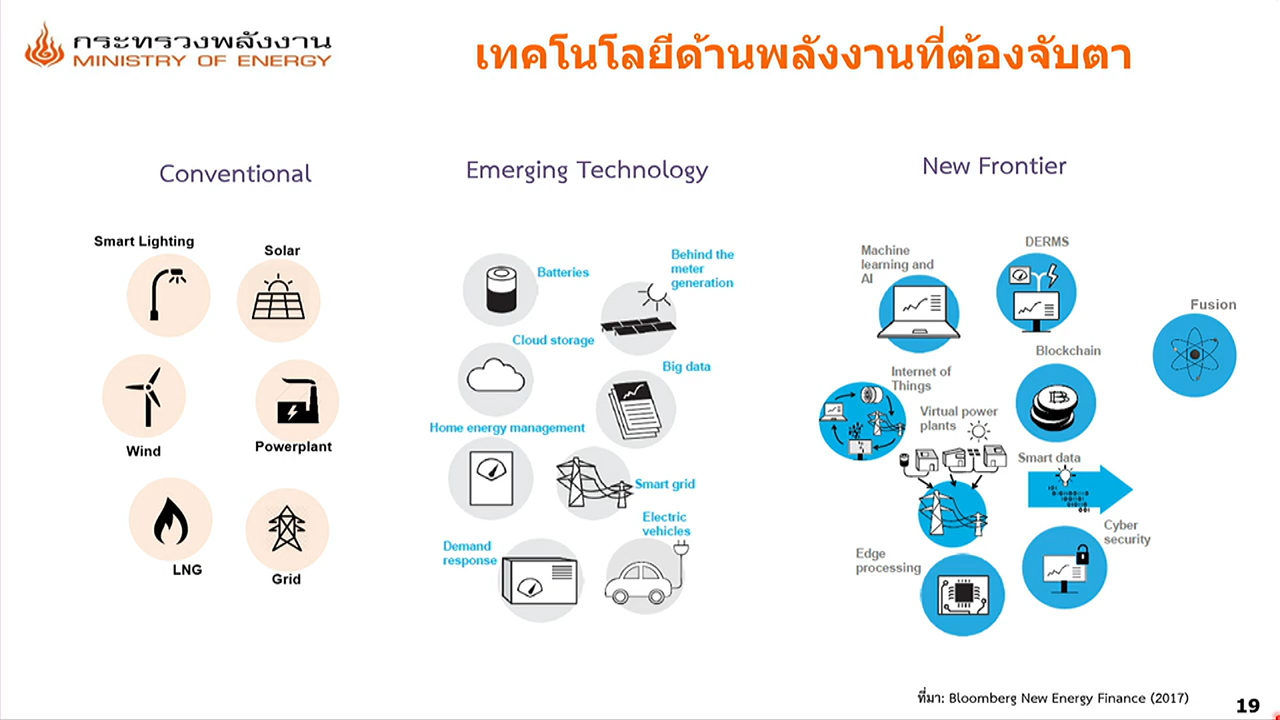 กระทรวงพลังงาน
MINISTRY OF ENERGY
เทคโนโลยีด้านพลังงานที่ต้องจับตา
Conventional
Smart Lighting
Solar
Wind
Powerplant
LNG
Grid
Emerging Technology
Batteries
Behind the
meter
generation
Cloud storage
Big data
Home energy management
Smart grid
Electric
vehicles
Demand
response
New Frontier
Machine
learning and
AI
DERMS
Fusion
Blockchain
Internet of
Things
Virtual power
plants
Smart data
Cyber
security
Edge
processing
ที่มา: Bloomberg New Energy Finance (2017)
19